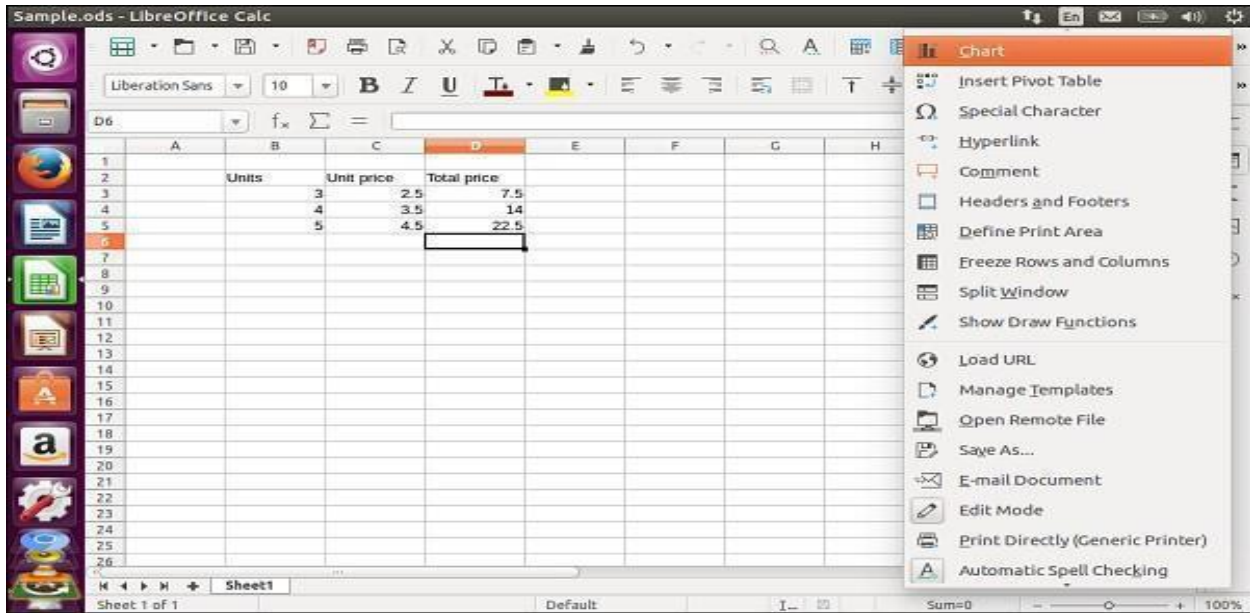 Sample.ods - LibreOffice Calc
En
Liberation Sans 10 B I U
D6
A B C D E F G H
1
2 Units Unit price Total price
3 3 2.5 7.5
4 4 3.5 14
5 5 4.5 22.5
6
7
8
9
10
11
12
13
14
15
16
17
18
19
20
21
22
23
24
25
26
Chart
Insert Pivot Table
Special Character
Hyperlink
Comment
Headers and Footers
Define Print Area
Freeze Rows and Columns
Split Window
Show Draw Functions
Load URL
Manage Templates
Open Remote File
Save As...
E-mail Document
Edit Mode
Print Directly (Generic Printer)
Automatic Spell Checking
Sheet1
Sheet 1 of 1 Default Sum=0 100%